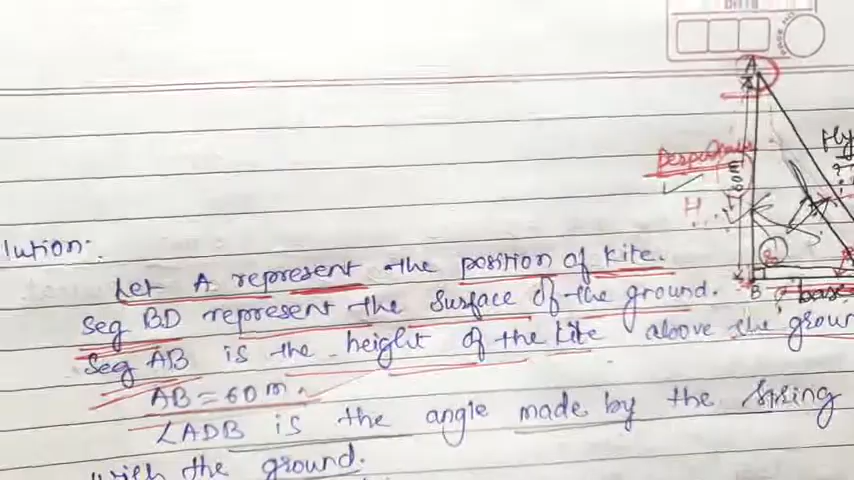 A
60m
B
base
lution:
Let A represent the position of kite.
Seg BD represent the surface of the ground.
Seg AB is the height of the kite above the groun
AB = 60 m.
∠ADB is the angle made by the string
with the ground.